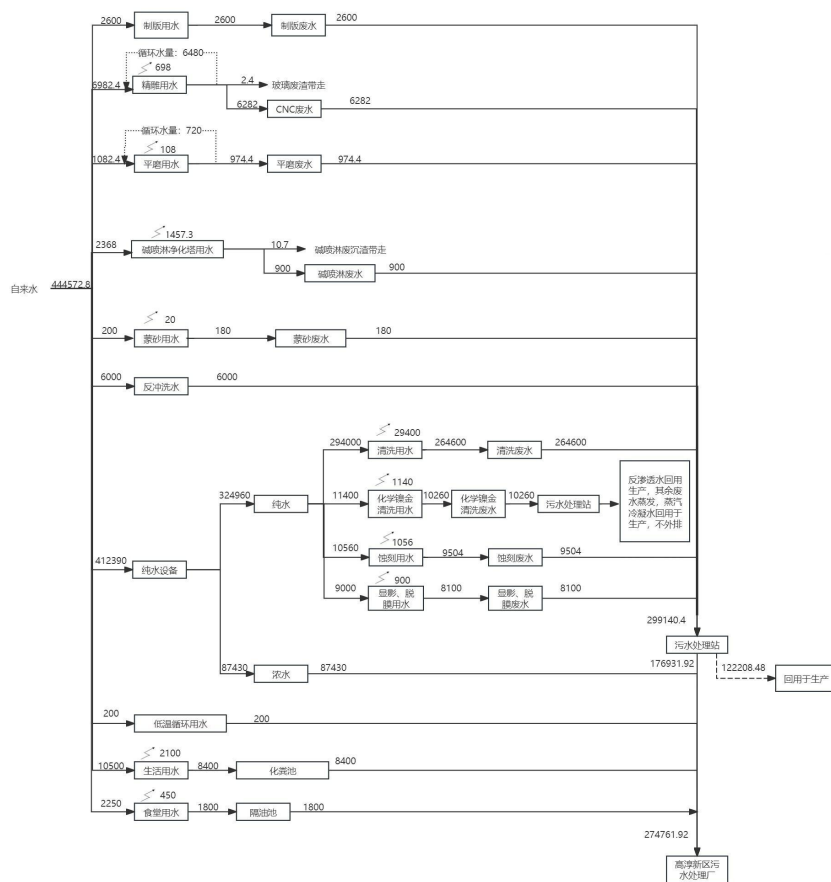 2600
制版用水
2600
制版废水
2600
循环水量：6480
698
6982.4
精雕用水
2.4
玻璃废渣带走
6282
CNC废水
6282
循环水量：720
108
1082.4
平磨用水
974.4
平磨废水
974.4
1457.3
2368
碱喷淋净化塔用水
10.7
碱喷淋废沉渣带走
900
碱喷淋废水
900
自来水
444572.8
20
200
蒙砂用水
180
蒙砂废水
180
6000
反冲洗水
6000
29400
294000
清洗用水
264600
清洗废水
264600
1140
324960
纯水
11400
化学镍金
清洗用水
10260
化学镍金
清洗废水
10260
污水处理站
反渗透水回用
生产，其余废
水蒸发，蒸汽
冷凝水回用于
生产，不外排
1056
10560
蚀刻用水
9504
蚀刻废水
9504
412390
纯水设备
900
9000
显影、脱
膜用水
8100
显影、脱
膜废水
8100
299140.4
污水处理站
87430
浓水
87430
176931.92
122208.48
回用于生产
200
低温循环用水
200
2100
10500
生活用水
8400
化粪池
8400
450
2250
食堂用水
1800
隔油池
1800
274761.92
高淳新区污
水处理厂